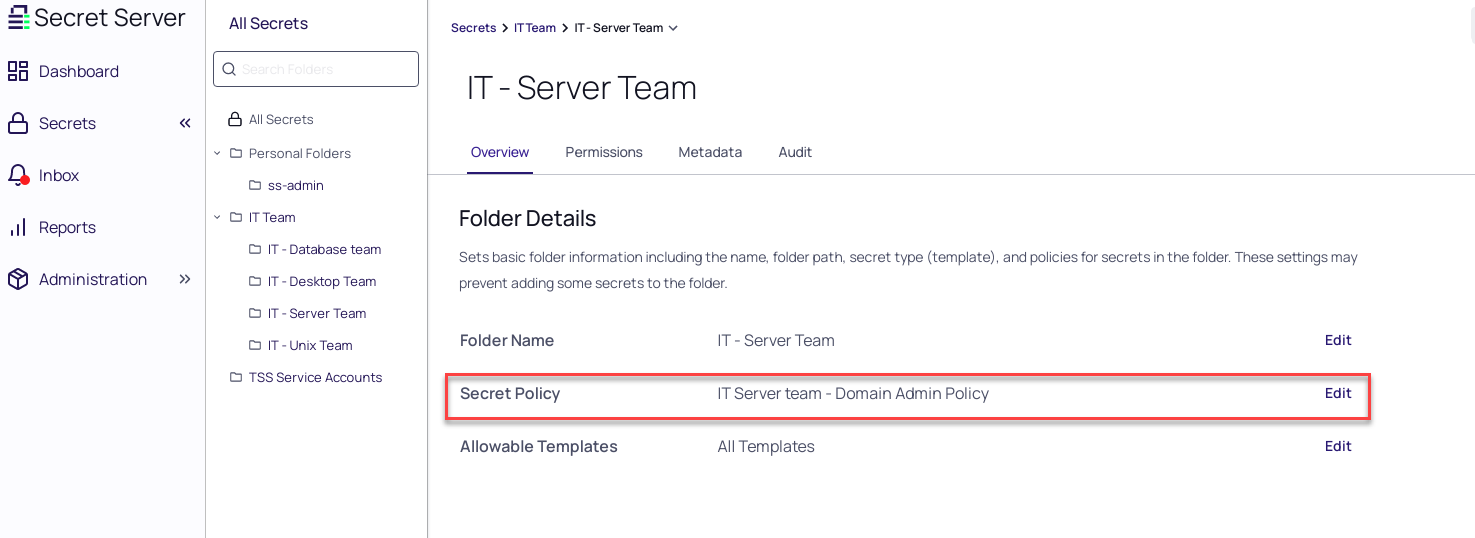 Secret Server
Dashboard
Secrets
Inbox
Reports
Administration
All Secrets
Search Folders
All Secrets
Personal Folders
ss-admin
IT Team
IT - Database team
IT - Desktop Team
IT - Server Team
IT - Unix Team
TSS Service Accounts
Secrets > IT Team > IT - Server Team
IT - Server Team
Overview Permissions Metadata Audit
Folder Details
Sets basic folder information including the name, folder path, secret type (template), and policies for secrets in the folder. These settings may
prevent adding some secrets to the folder.
Folder Name IT - Server Team Edit
Secret Policy IT Server team - Domain Admin Policy Edit
Allowable Templates All Templates Edit